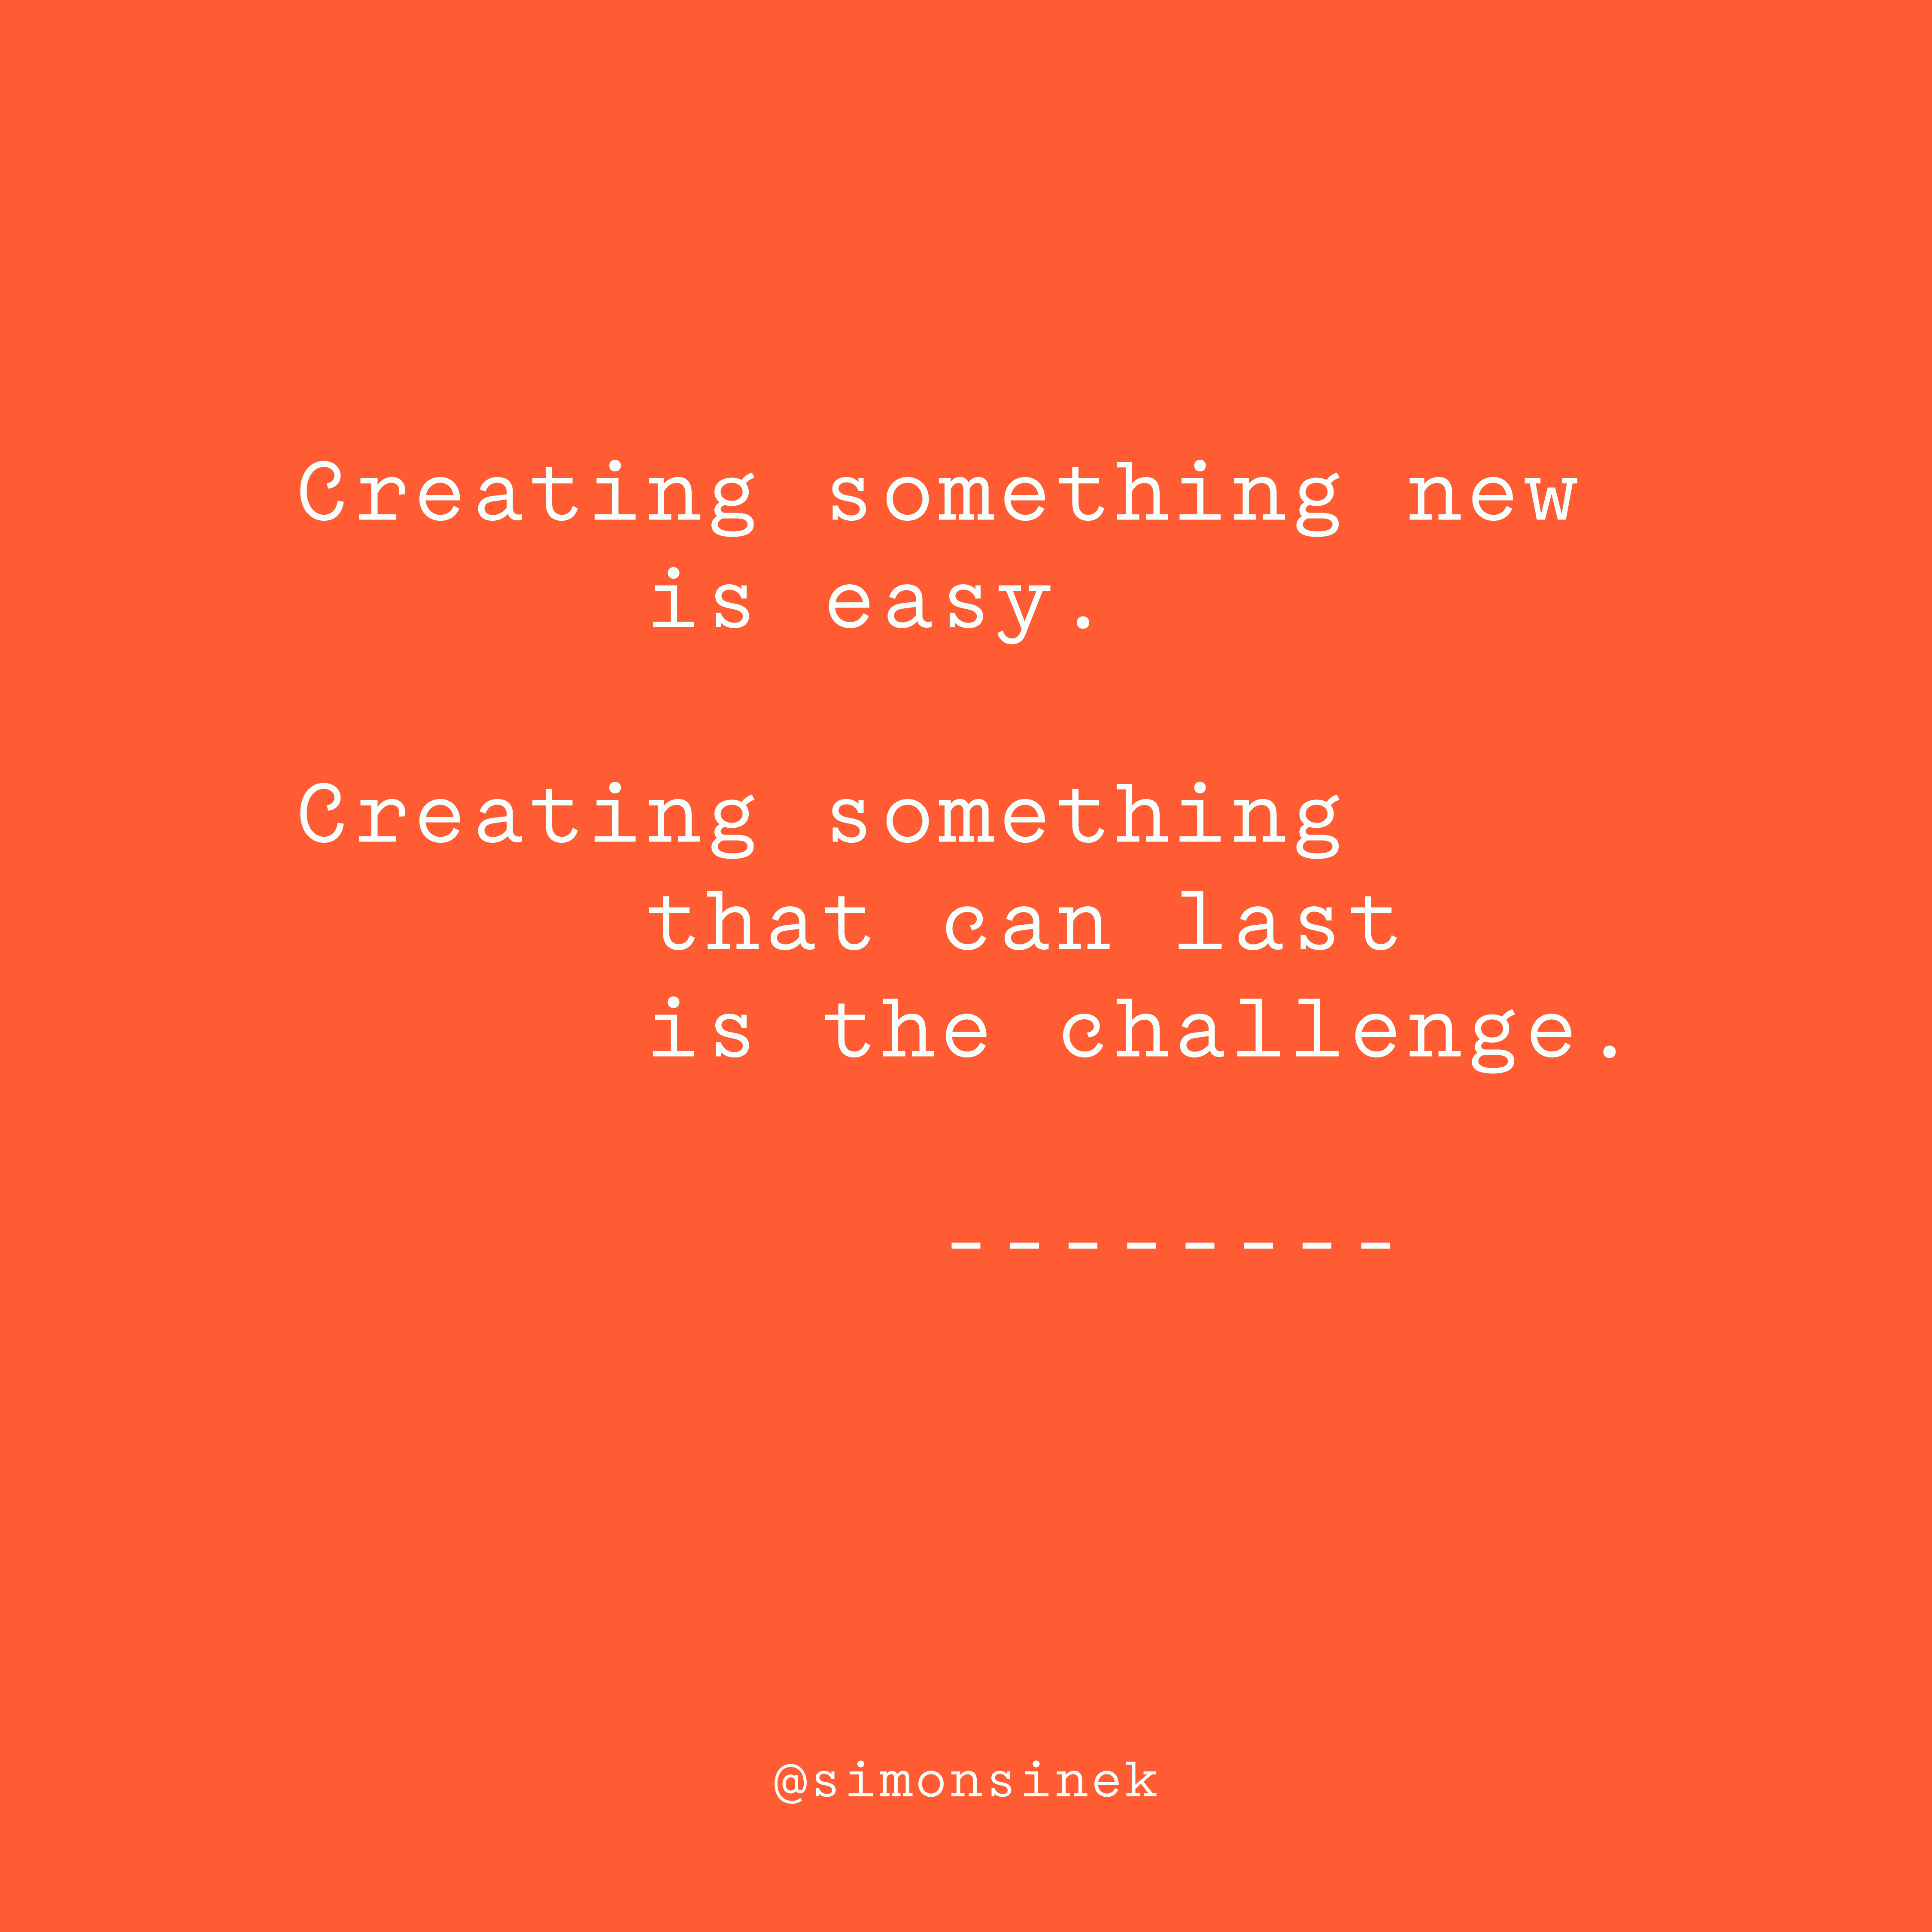 Creating something new
is easy.
Creating something
that can last
is the challenge.
--------
@simonsinek